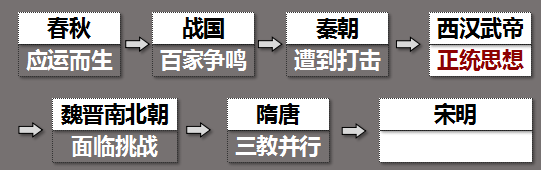 春秋
应运而生
战国
百家争鸣
秦朝
遭到打击
西汉武帝
正统思想
魏晋南北朝
面临挑战
隋唐
三教并行
宋明